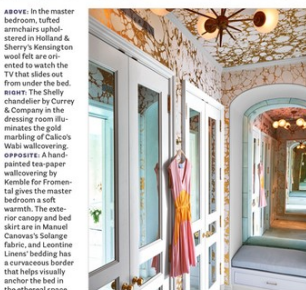 ABOVE: In the master
bedroom, tufted
armchairs uphol-
stered in Holland &
Sherry's Kensington
wool felt are ori-
ented to watch the
TV that slides out
from under the bed.
RIGHT: The Shelly
chandelier by Currey
& Company in the
dressing room illu-
minates the gold
marbling of Calico's
Wabi wallcovering.
OPPOSITE: A hand-
painted tea-paper
wallcovering by
Kemble for Fromen-
tal gives the master
bedroom a soft
warmth. The exte-
rior canopy and bed
skirt are in Manuel
Canovas's Solange
fabric, and Leontine
Linens' bedding has
a curvaceous border
that helps visually
anchor the bed in
the ethereal space.